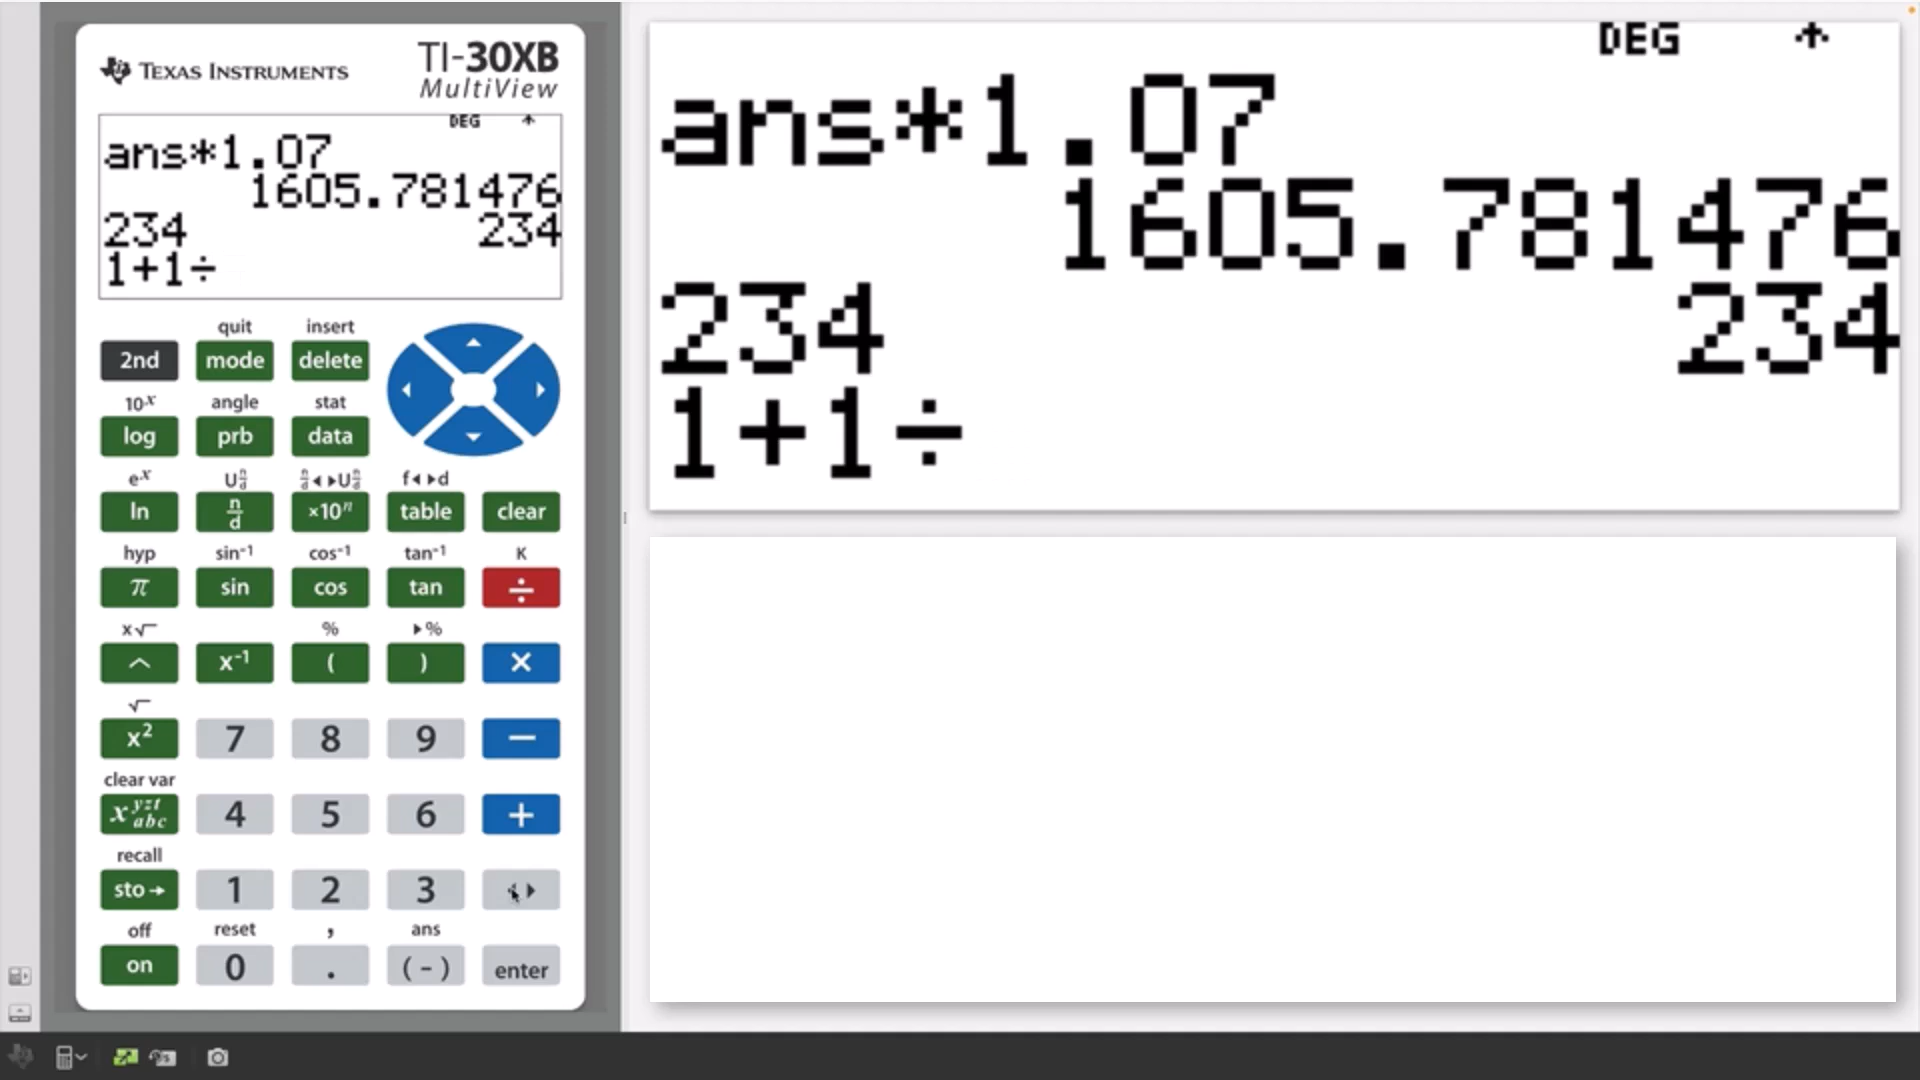 TEXAS INSTRUMENTS
TI-30XB
MultiView
DEG
ans*1.07
1605.781476
234 234
1+1÷
quit insert
2nd mode delete
10^x angle stat
log prb data
e^x U n/d n/d◂▸U n/d f◂▸d
ln n/d ×10^n table clear
hyp sin⁻¹ cos⁻¹ tan⁻¹ K
π sin cos tan ÷
x√ % ▸%
^ x⁻¹ ( ) ×
√
x² 7 8 9 −
clear var
x yzt abc 4 5 6 +
recall
sto→ 1 2 3 ◂▸
off reset , ans
on 0 . (-) enter
DEG
ans*1.07
1605.781476
234 234
1+1÷